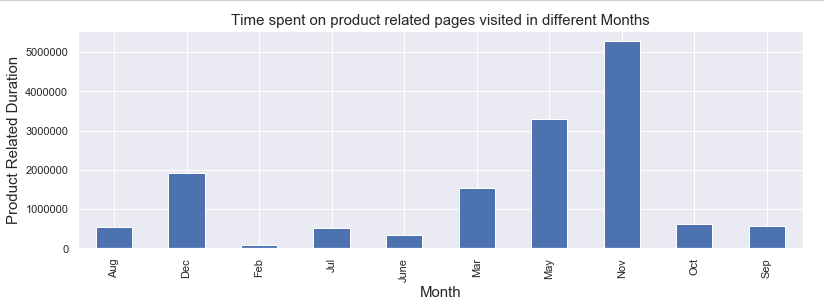 Time spent on product related pages visited in different Months
Product Related Duration
5000000
4000000
3000000
2000000
1000000
0
Aug
Dec
Feb
Jul
June
Mar
May
Nov
Oct
Sep
Month